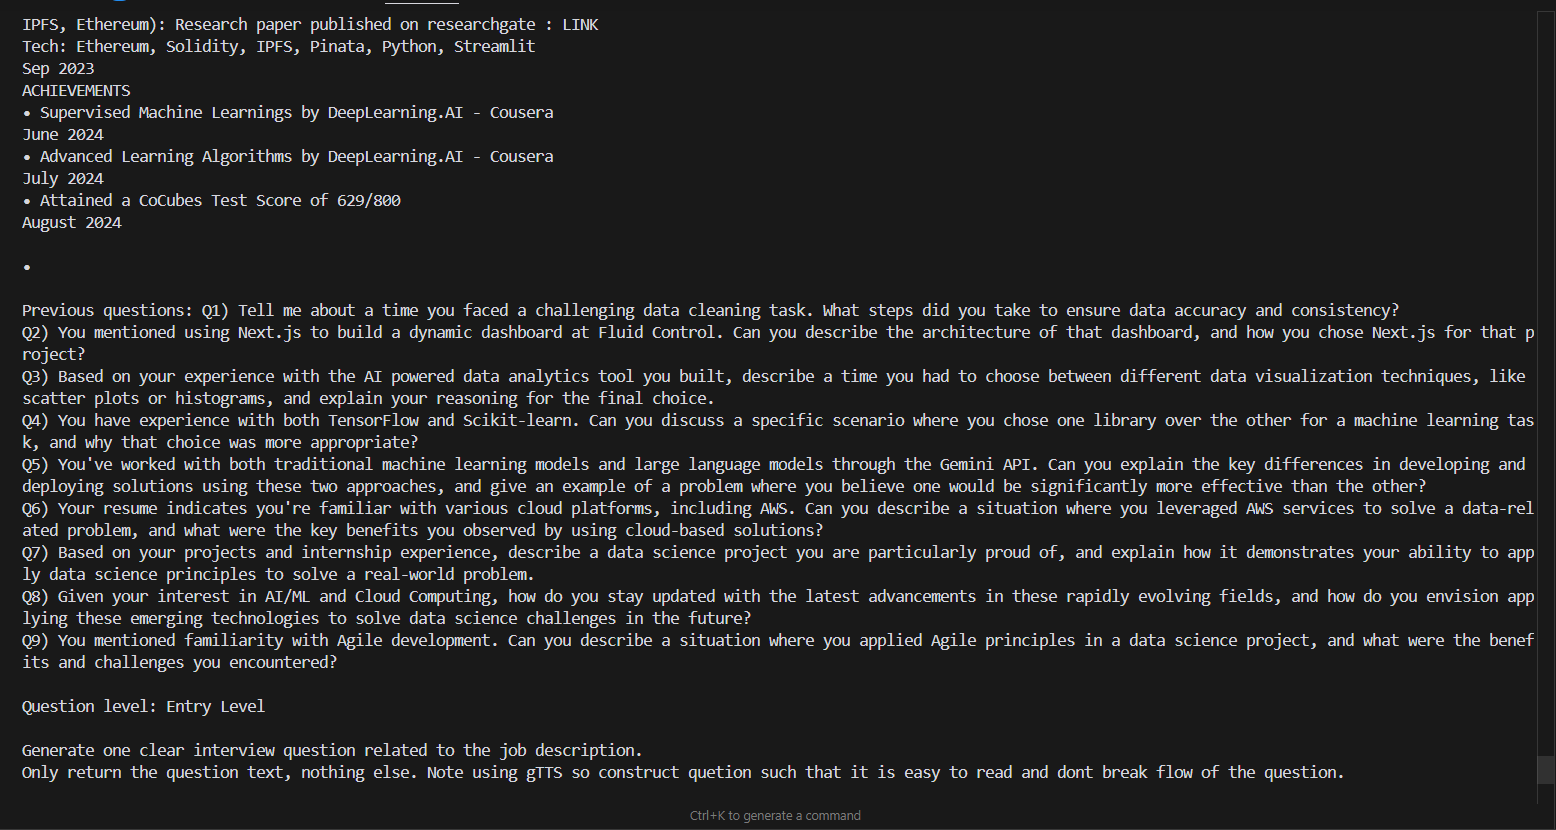 IPFS, Ethereum): Research paper published on researchgate : LINK
Tech: Ethereum, Solidity, IPFS, Pinata, Python, Streamlit
Sep 2023
ACHIEVEMENTS
• Supervised Machine Learnings by DeepLearning.AI - Cousera
June 2024
• Advanced Learning Algorithms by DeepLearning.AI - Cousera
July 2024
• Attained a CoCubes Test Score of 629/800
August 2024
•
Previous questions: Q1) Tell me about a time you faced a challenging data cleaning task. What steps did you take to ensure data accuracy and consistency?
Q2) You mentioned using Next.js to build a dynamic dashboard at Fluid Control. Can you describe the architecture of that dashboard, and how you chose Next.js for that p
roject?
Q3) Based on your experience with the AI powered data analytics tool you built, describe a time you had to choose between different data visualization techniques, like
scatter plots or histograms, and explain your reasoning for the final choice.
Q4) You have experience with both TensorFlow and Scikit-learn. Can you discuss a specific scenario where you chose one library over the other for a machine learning tas
k, and why that choice was more appropriate?
Q5) You've worked with both traditional machine learning models and large language models through the Gemini API. Can you explain the key differences in developing and
deploying solutions using these two approaches, and give an example of a problem where you believe one would be significantly more effective than the other?
Q6) Your resume indicates you're familiar with various cloud platforms, including AWS. Can you describe a situation where you leveraged AWS services to solve a data-rel
ated problem, and what were the key benefits you observed by using cloud-based solutions?
Q7) Based on your projects and internship experience, describe a data science project you are particularly proud of, and explain how it demonstrates your ability to app
ly data science principles to solve a real-world problem.
Q8) Given your interest in AI/ML and Cloud Computing, how do you stay updated with the latest advancements in these rapidly evolving fields, and how do you envision app
lying these emerging technologies to solve data science challenges in the future?
Q9) You mentioned familiarity with Agile development. Can you describe a situation where you applied Agile principles in a data science project, and what were the benef
its and challenges you encountered?
Question level: Entry Level
Generate one clear interview question related to the job description.
Only return the question text, nothing else. Note using gTTS so construct quetion such that it is easy to read and dont break flow of the question.
Ctrl+K to generate a command